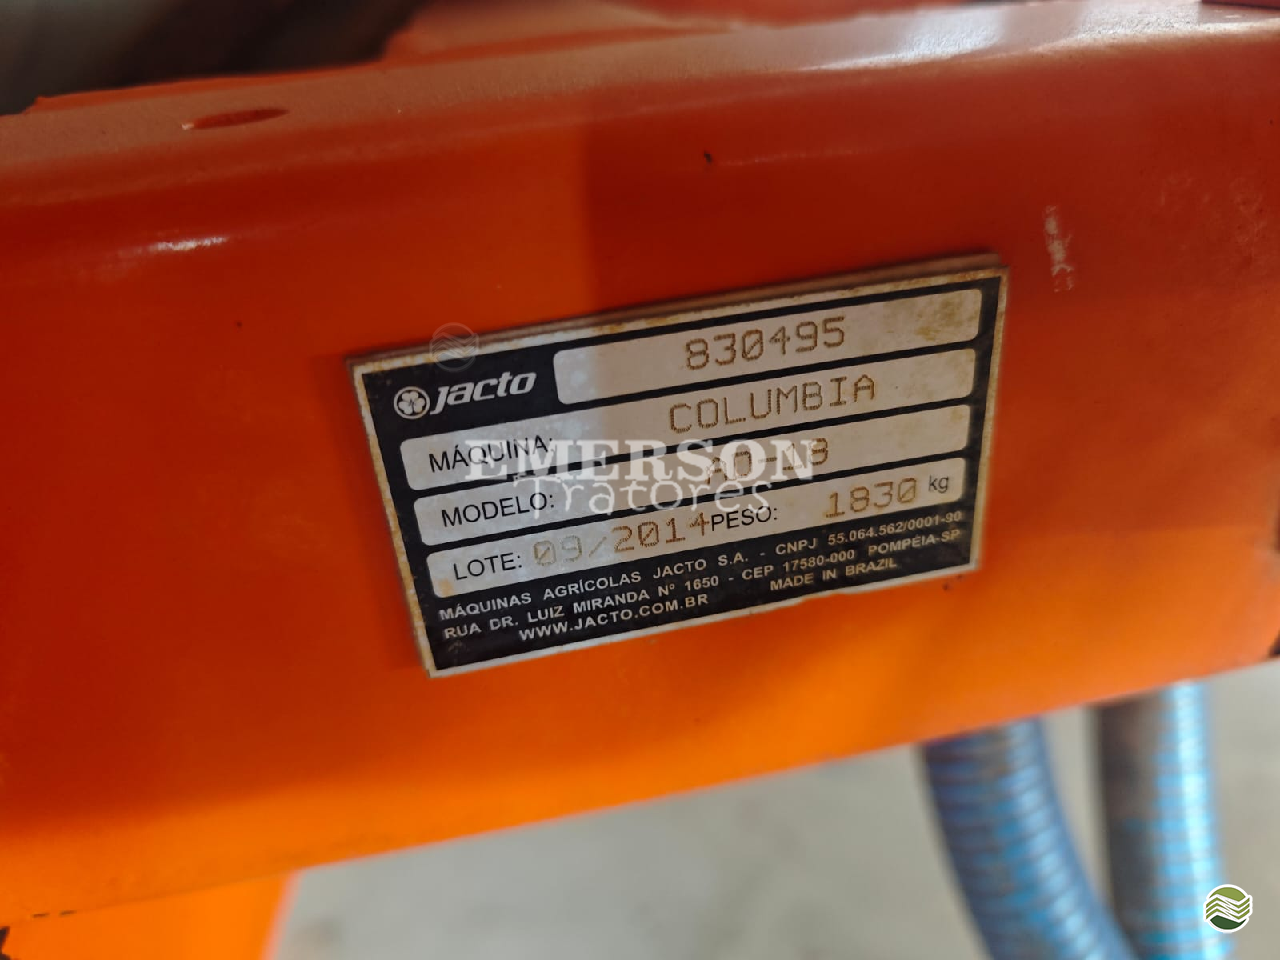 Jacto 830495
MÁQUINA: COLUMBIA
MODELO: AD-18
LOTE: 09/2014 PESO: 1830 kg
MÁQUINAS AGRÍCOLAS JACTO S.A. - CNPJ 55.064.562/0001-90
RUA DR. LUIZ MIRANDA Nº 1650 - CEP 17580-000 POMPÉIA-SP
WWW.JACTO.COM.BR MADE IN BRAZIL
EMERSON
Tratores